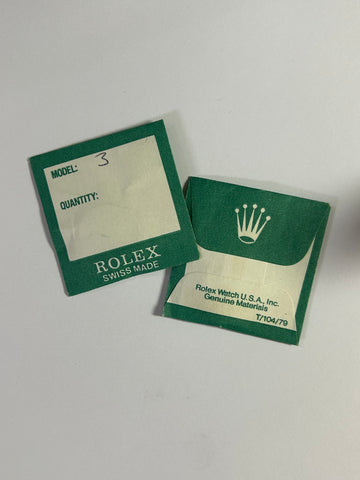 MODEL: 3
QUANTITY:
ROLEX
SWISS MADE
Rolex Watch U.S.A., Inc.
Genuine Materials
T/104/79